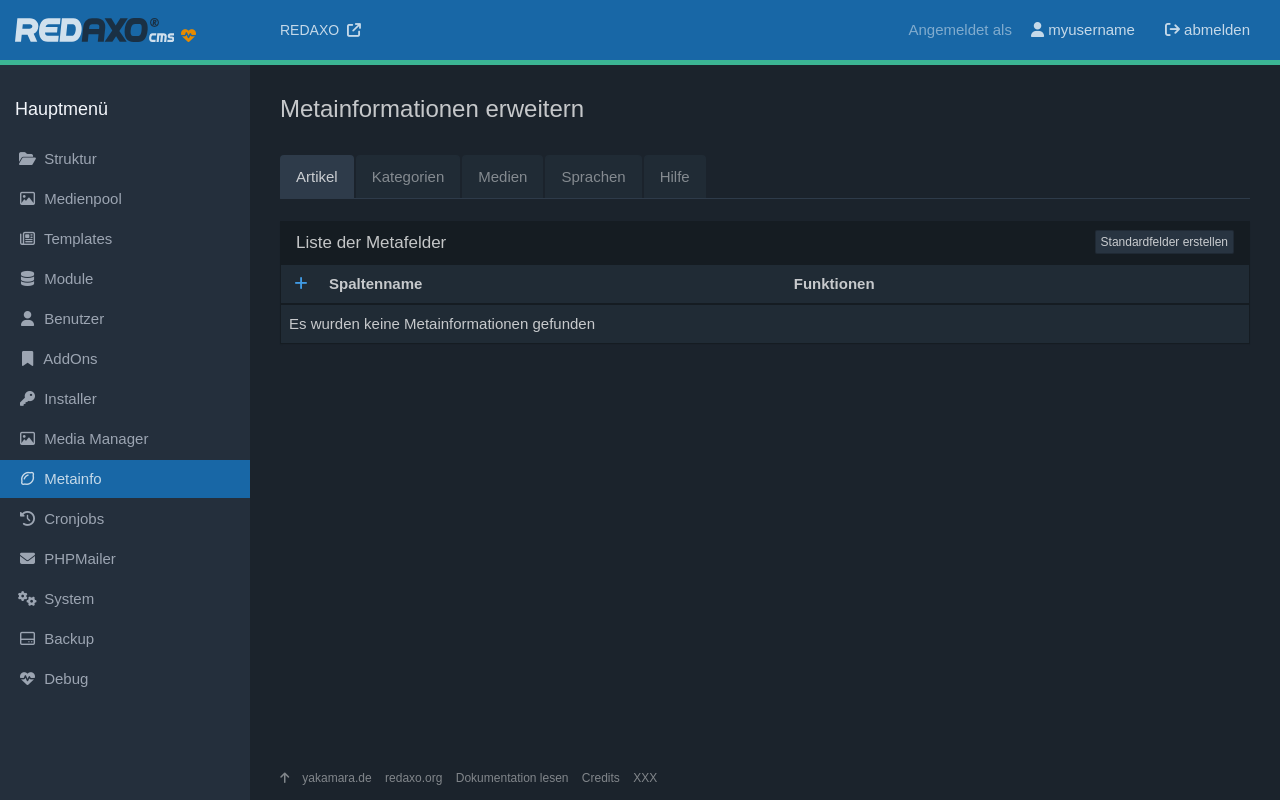 REDAXO® cms
REDAXO
Angemeldet als myusername abmelden
Hauptmenü
Struktur
Medienpool
Templates
Module
Benutzer
AddOns
Installer
Media Manager
Metainfo
Cronjobs
PHPMailer
System
Backup
Debug
Metainformationen erweitern
Artikel Kategorien Medien Sprachen Hilfe
Liste der Metafelder Standardfelder erstellen
Spaltenname Funktionen
Es wurden keine Metainformationen gefunden
yakamara.de redaxo.org Dokumentation lesen Credits XXX